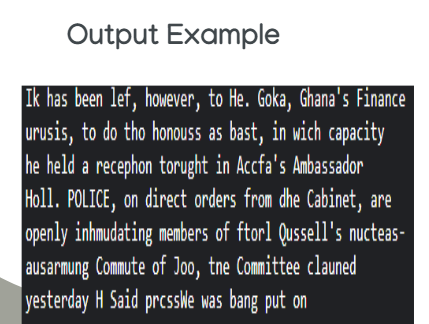 Output Example
Ik has been lef, however, to He. Goka, Ghana's Finance
urusis, to do tho honouss as bast, in wich capacity
he held a recephon torught in Accfa's Ambassador
Holl. POLICE, on direct orders from dhe Cabinet, are
openly inhmudating members of ftorl Qussell's nucteas-
ausarmung Commute of Joo, tne Committee clauned
yesterday H Said prcssWe was bang put on